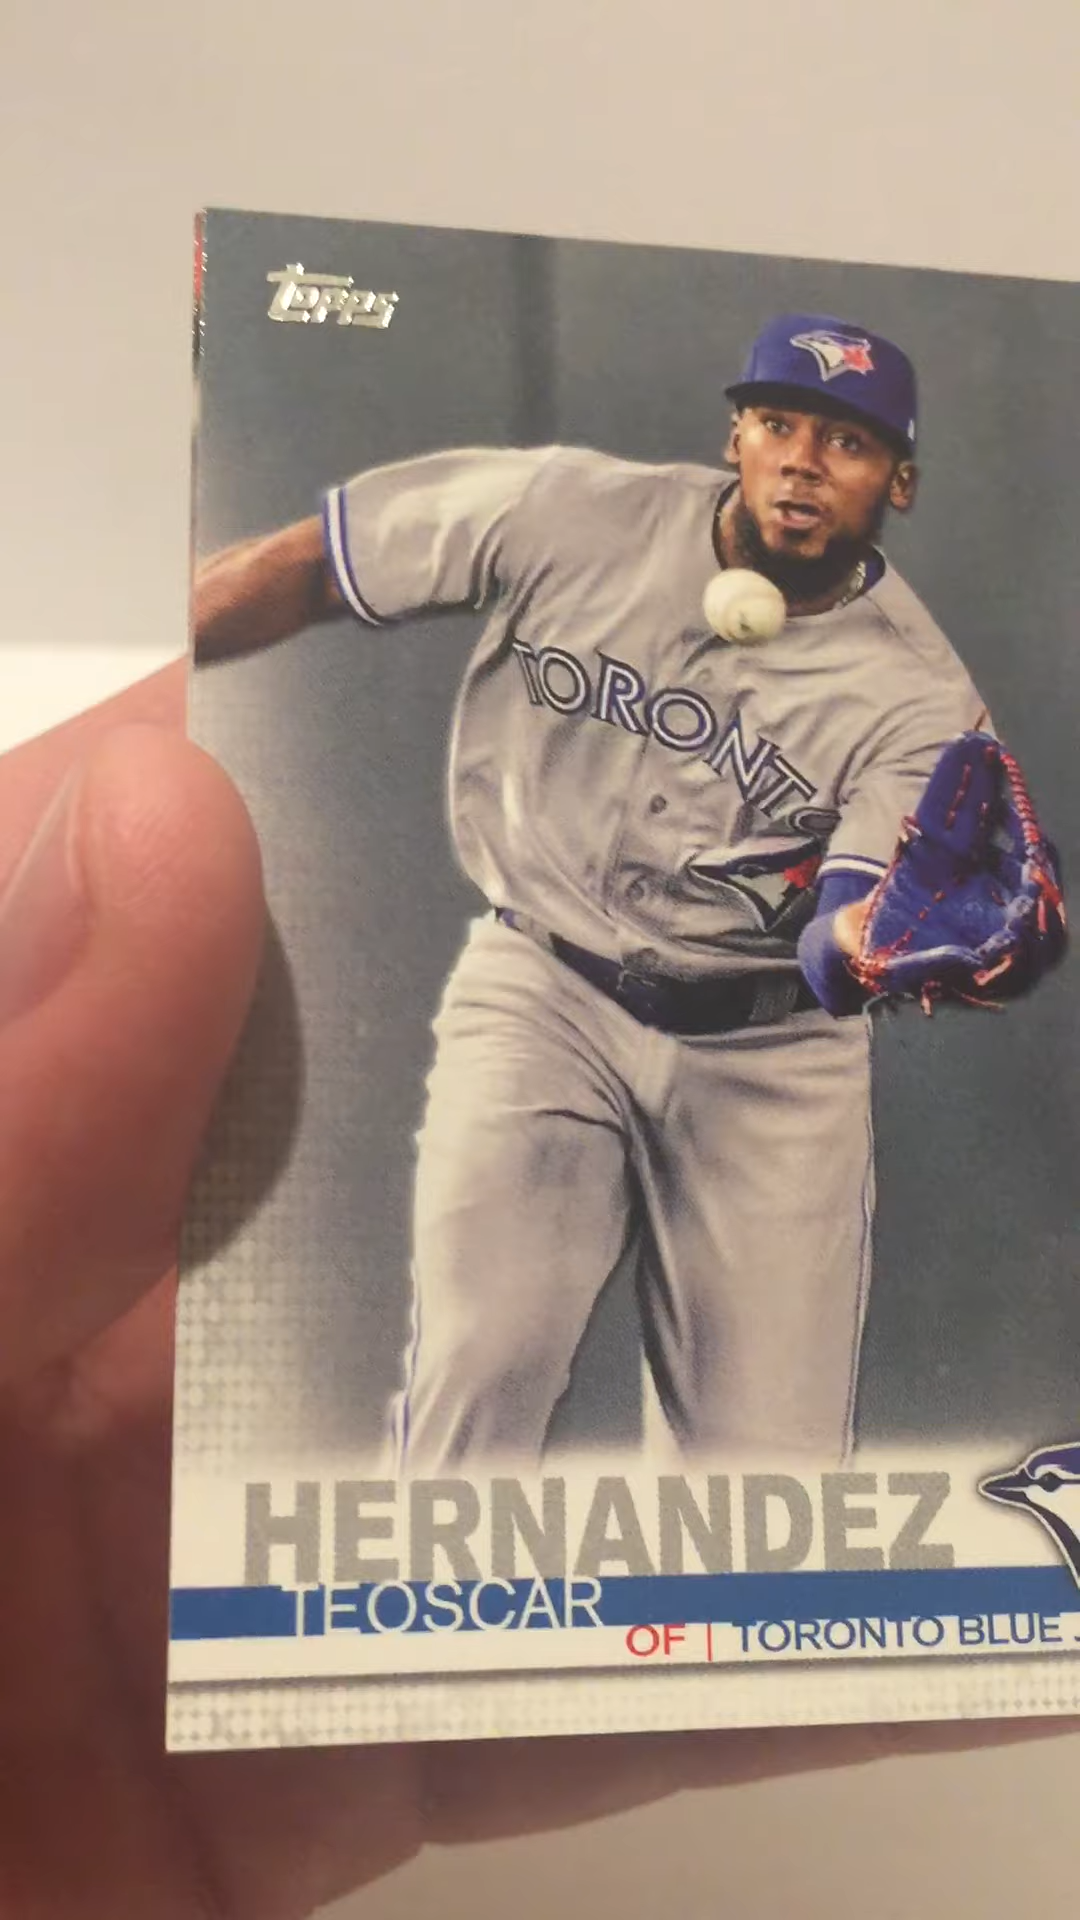 Topps
TORONTO
HERNANDEZ
TEOSCAR
OF | TORONTO BLUE